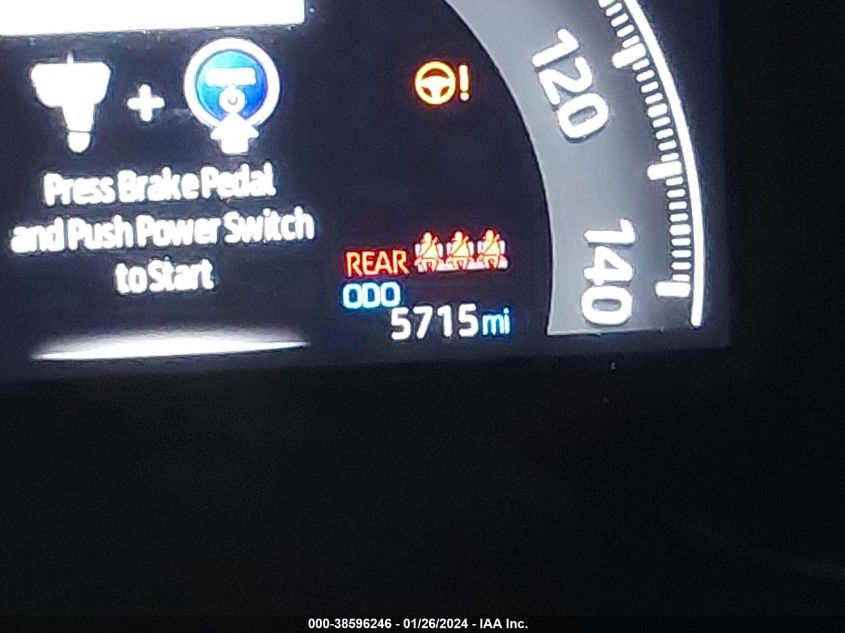 120
Press Brake Pedal
and Push Power Switch
to Start
140
REAR
ODO
5715 mi
000-38596246 - 01/26/2024 - IAA Inc.